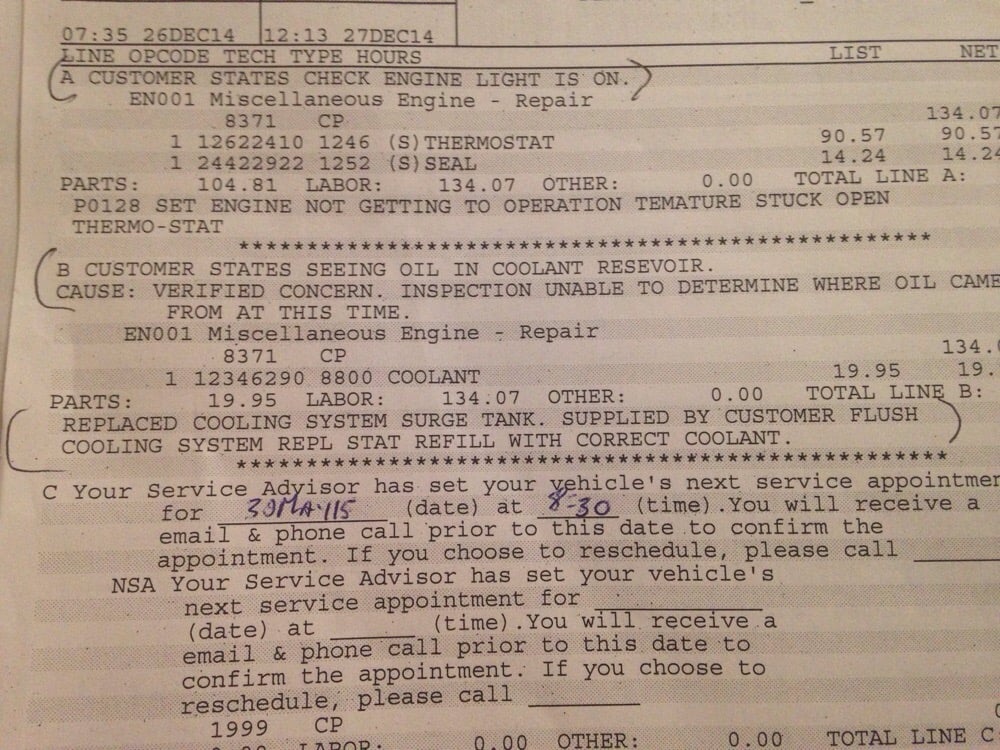 07:35 26DEC14 12:13 27DEC14
LINE OPCODE TECH TYPE HOURS LIST NET
A CUSTOMER STATES CHECK ENGINE LIGHT IS ON.
EN001 Miscellaneous Engine - Repair
8371 CP 134.07
1 12622410 1246 (S)THERMOSTAT 90.57 90.57
1 24422922 1252 (S)SEAL 14.24 14.24
PARTS: 104.81 LABOR: 134.07 OTHER: 0.00 TOTAL LINE A:
P0128 SET ENGINE NOT GETTING TO OPERATION TEMATURE STUCK OPEN
THERMO-STAT
***************************************************
B CUSTOMER STATES SEEING OIL IN COOLANT RESEVOIR.
CAUSE: VERIFIED CONCERN. INSPECTION UNABLE TO DETERMINE WHERE OIL CAME
FROM AT THIS TIME.
EN001 Miscellaneous Engine - Repair
8371 CP 134.
1 12346290 8800 COOLANT 19.95 19.
PARTS: 19.95 LABOR: 134.07 OTHER: 0.00 TOTAL LINE B:
REPLACED COOLING SYSTEM SURGE TANK. SUPPLIED BY CUSTOMER FLUSH
COOLING SYSTEM REPL STAT REFILL WITH CORRECT COOLANT.
****************************************************
C Your Service Advisor has set your vehicle's next service appointmen
for (date) at 8-30 (time).You will receive a
email & phone call prior to this date to confirm the
appointment. If you choose to reschedule, please call
NSA Your Service Advisor has set your vehicle's
next service appointment for
(date) at (time).You will receive a
email & phone call prior to this date to
confirm the appointment. If you choose to
reschedule, please call
1999 CP
0.00 LABOR: 0.00 OTHER: 0.00 TOTAL LINE C